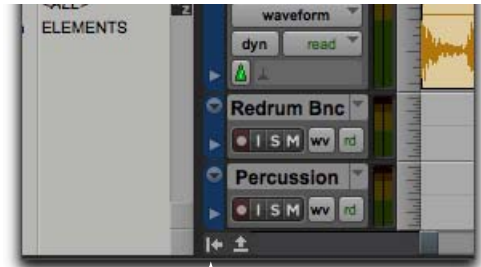 <ALL>
ELEMENTS
z
waveform
dyn read
Redrum Bnc
I S M wv rd
Percussion
I S M wv rd